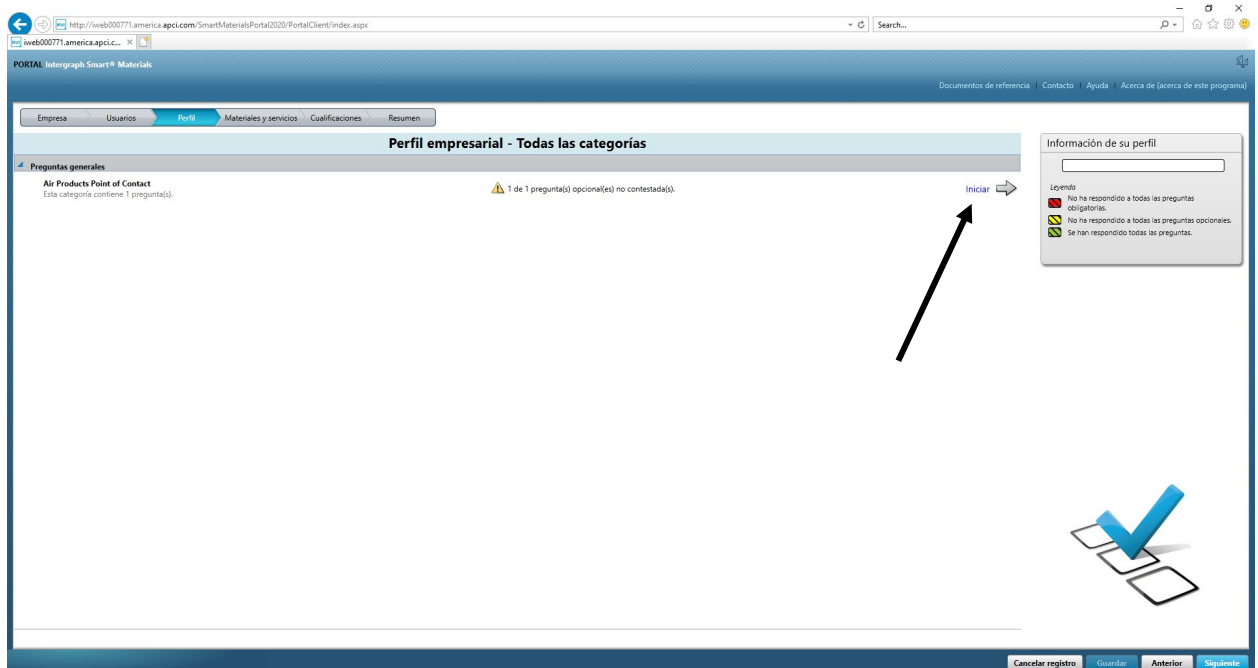 http://iweb000771.america.apci.com/SmartMaterialsPortal2020/PortalClient/index.aspx
Search...
iweb000771.america.apci.c...
PORTAL Intergraph Smart® Materials
Documentos de referencia | Contacto | Ayuda | Acerca de (acerca de este programa)
Empresa Usuarios Perfil Materiales y servicios Cualificaciones Resumen
Perfil empresarial - Todas las categorías
Preguntas generales
Air Products Point of Contact
Esta categoría contiene 1 pregunta(s).
1 de 1 pregunta(s) opcional(es) no contestada(s).
Iniciar
Información de su perfil
Leyenda
No ha respondido a todas las preguntas
obligatorias.
No ha respondido a todas las preguntas opcionales.
Se han respondido todas las preguntas.
Cancelar registro Guardar Anterior Siguiente